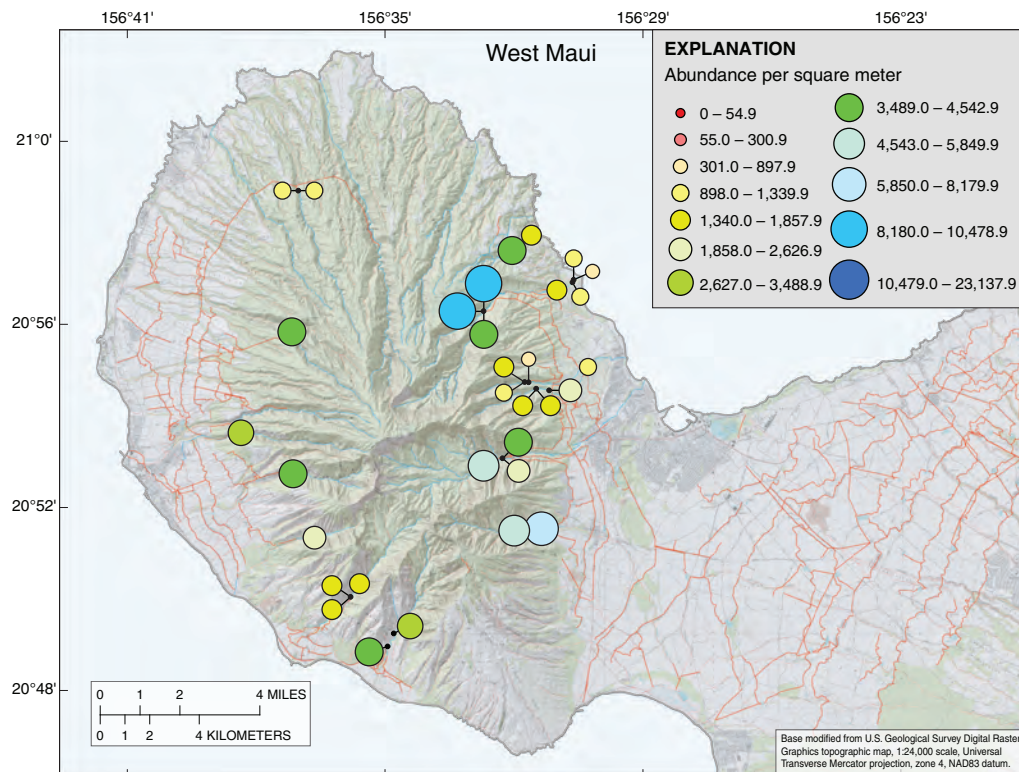 156°41' 156°35' 156°29' 156°23'
West Maui
EXPLANATION
Abundance per square meter
0 – 54.9
55.0 – 300.9
301.0 – 897.9
898.0 – 1,339.9
1,340.0 – 1,857.9
1,858.0 – 2,626.9
2,627.0 – 3,488.9
3,489.0 – 4,542.9
4,543.0 – 5,849.9
5,850.0 – 8,179.9
8,180.0 – 10,478.9
10,479.0 – 23,137.9
21°0'
20°56'
20°52'
20°48'
0 1 2 4 MILES
0 1 2 4 KILOMETERS
Base modified from U.S. Geological Survey Digital Raster
Graphics topographic map, 1:24,000 scale, Universal
Transverse Mercator projection, zone 4, NAD83 datum.